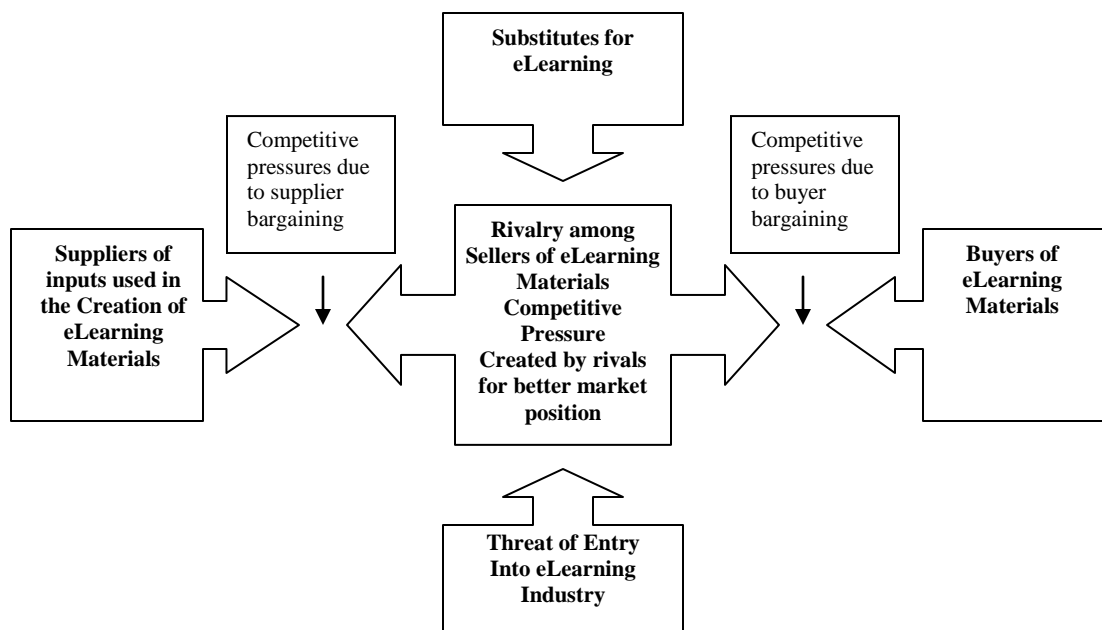 Substitutes for
eLearning
Competitive
pressures due
to supplier
bargaining
Competitive
pressures due
to buyer
bargaining
Suppliers of
inputs used in
the Creation of
eLearning
Materials
Rivalry among
Sellers of eLearning
Materials
Competitive
Pressure
Created by rivals
for better market
position
Buyers of
eLearning
Materials
Threat of Entry
Into eLearning
Industry